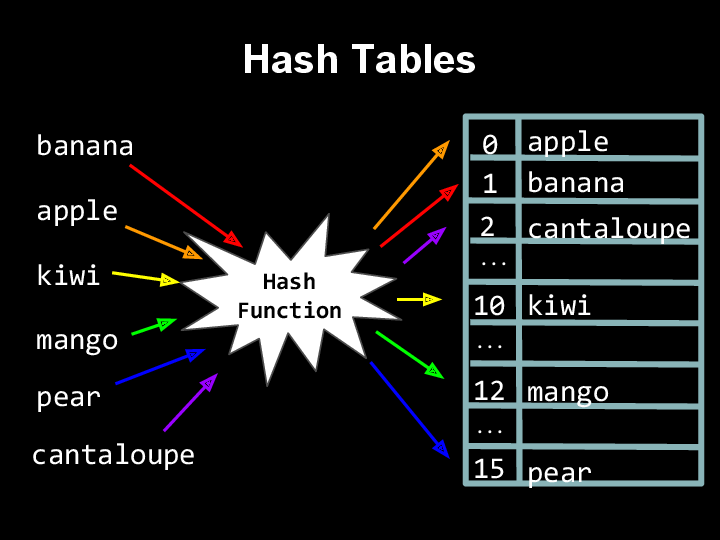 Hash Tables
banana
apple
kiwi
mango
pear
cantaloupe
Hash
Function
0 apple
1 banana
2 cantaloupe
...
10 kiwi
...
12 mango
...
15 pear